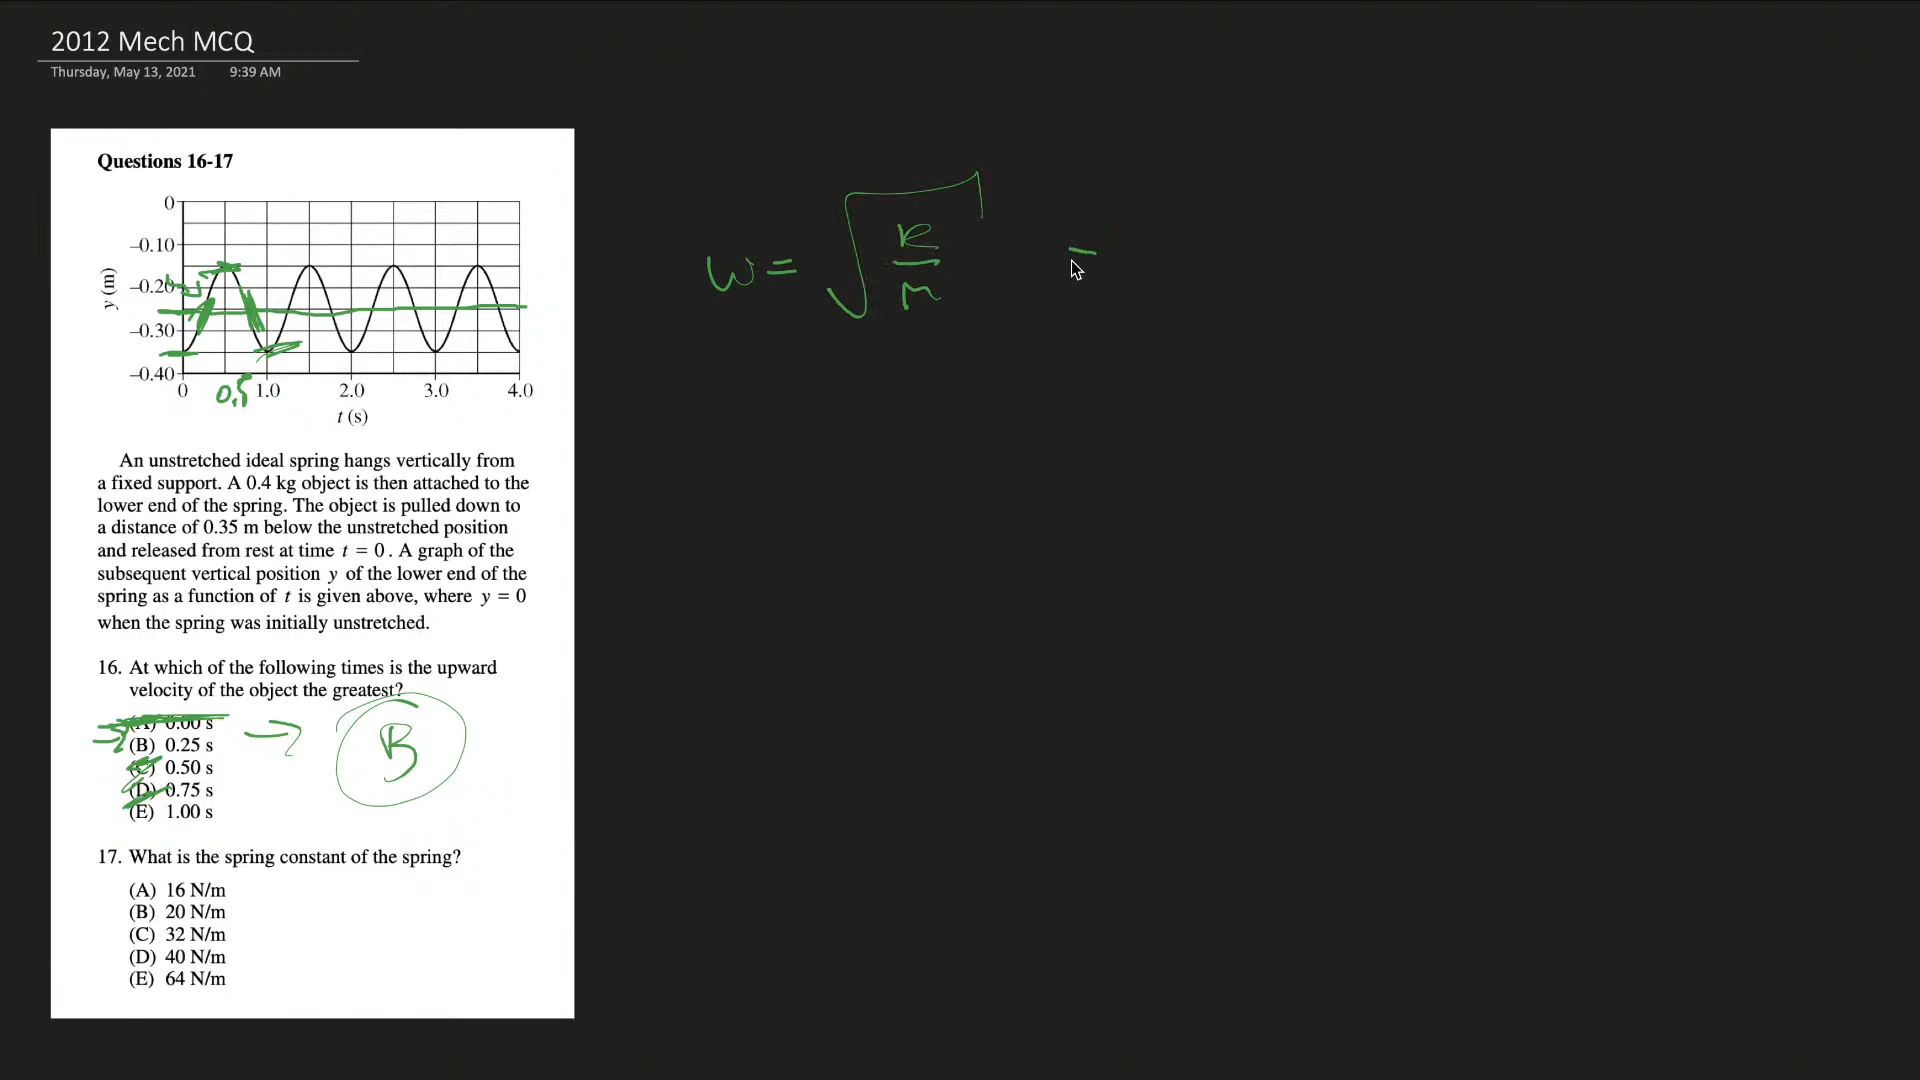 2012 Mech MCQ
Thursday, May 13, 2021 9:39 AM
Questions 16-17
0
–0.10
–0.20
–0.30
–0.40
y (m)
0 0.5 1.0 2.0 3.0 4.0
t (s)
An unstretched ideal spring hangs vertically from
a fixed support. A 0.4 kg object is then attached to the
lower end of the spring. The object is pulled down to
a distance of 0.35 m below the unstretched position
and released from rest at time t = 0. A graph of the
subsequent vertical position y of the lower end of the
spring as a function of t is given above, where y = 0
when the spring was initially unstretched.
16. At which of the following times is the upward
velocity of the object the greatest?
(A) 0.00 s
(B) 0.25 s
(C) 0.50 s
(D) 0.75 s
(E) 1.00 s
→ B
17. What is the spring constant of the spring?
(A) 16 N/m
(B) 20 N/m
(C) 32 N/m
(D) 40 N/m
(E) 64 N/m
ω = √(k/m) –